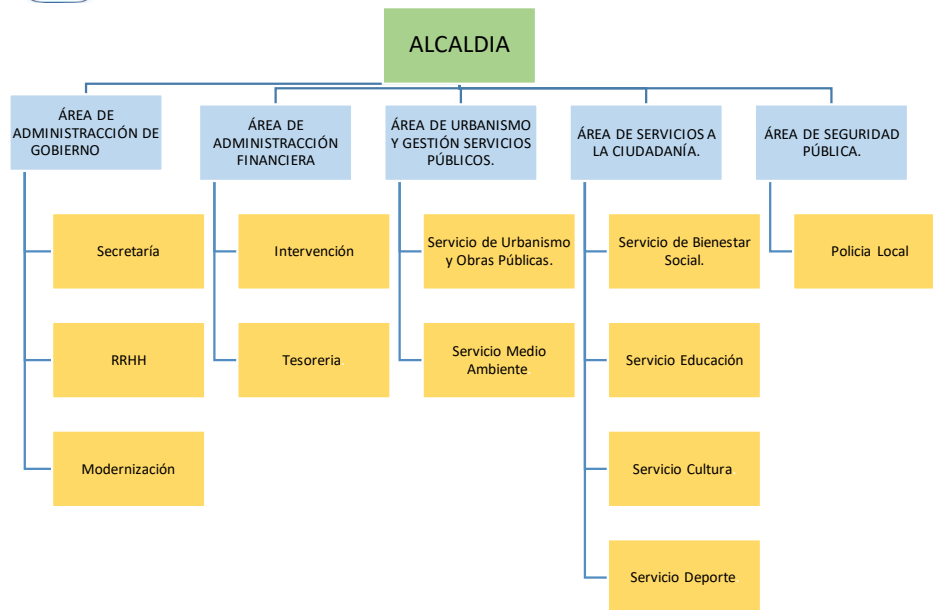 ALCALDIA
ÁREA DE
ADMINISTRACCIÓN DE
GOBIERNO
ÁREA DE
ADMINISTRACCIÓN
FINANCIERA
ÁREA DE URBANISMO
Y GESTIÓN SERVICIOS
PÚBLICOS.
ÁREA DE SERVICIOS A
LA CIUDADANÍA.
ÁREA DE SEGURIDAD
PÚBLICA.
Secretaría
RRHH
Modernización
Intervención
Tesoreria
Servicio de Urbanismo
y Obras Públicas.
Servicio Medio
Ambiente
Servicio de Bienestar
Social.
Servicio Educación
Servicio Cultura
Servicio Deporte
Policia Local